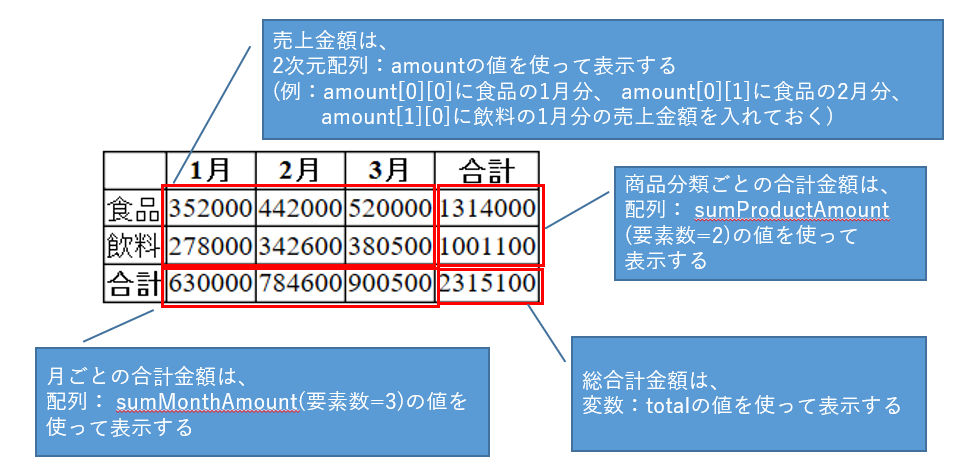 売上金額は、
2次元配列：amountの値を使って表示する
(例：amount[0][0]に食品の1月分、 amount[0][1]に食品の2月分、
amount[1][0]に飲料の1月分の売上金額を入れておく)
1月 2月 3月 合計
食品 352000 442000 520000 1314000
飲料 278000 342600 380500 1001100
合計 630000 784600 900500 2315100
商品分類ごとの合計金額は、
配列： sumProductAmount
(要素数=2)の値を使って
表示する
月ごとの合計金額は、
配列： sumMonthAmount(要素数=3)の値を
使って表示する
総合計金額は、
変数：totalの値を使って表示する